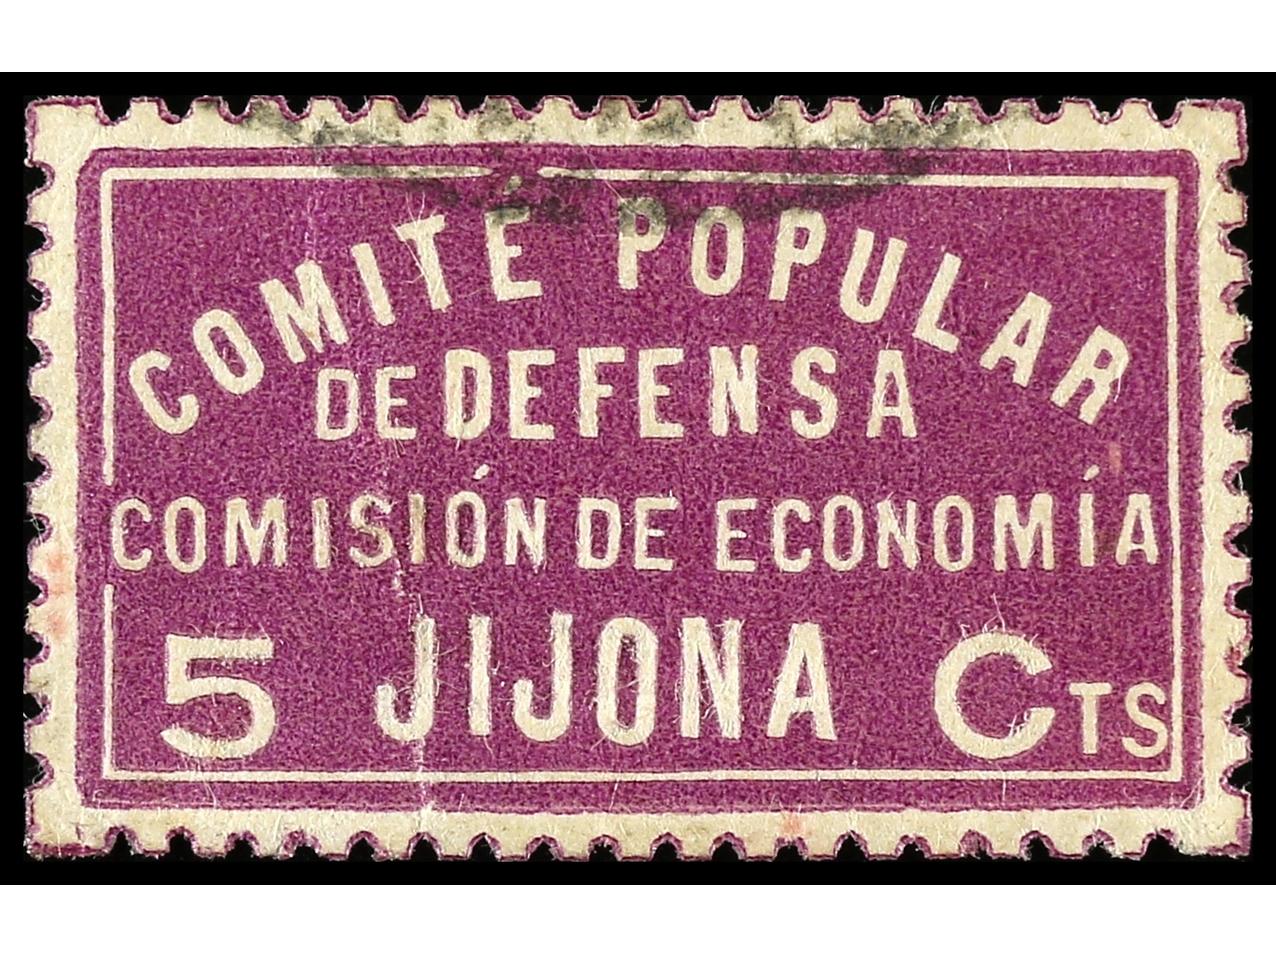 COMITÉ POPULAR
DE DEFENSA
COMISIÓN DE ECONOMÍA
5 JIJONA CTS